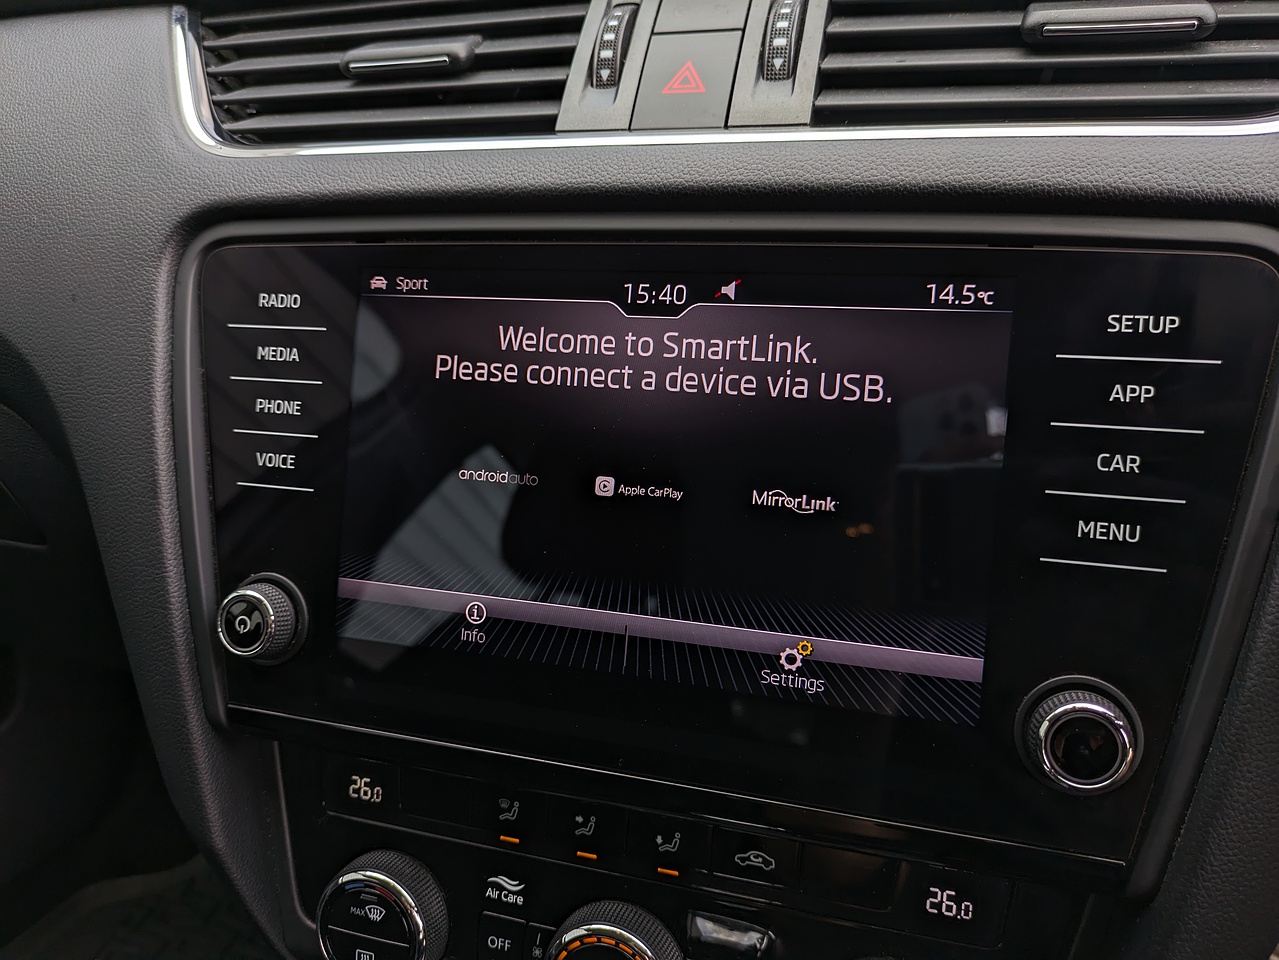 Sport
15:40
14.5°C
RADIO
MEDIA
PHONE
VOICE
Welcome to SmartLink.
Please connect a device via USB.
androidauto
Apple CarPlay
MirrorLink
Info
Settings
SETUP
APP
CAR
MENU
26.0
26.0
MAX
Air Care
OFF